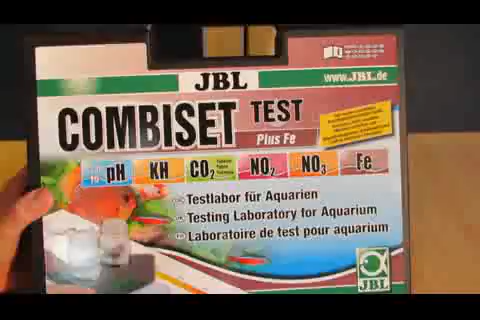 JBL
www.JBL.de
COMBISET TEST
Plus Fe
pH KH CO2 NO2 NO3 Fe
Testlabor für Aquarien
Testing Laboratory for Aquarium
Laboratoire de test pour aquarium
JBL